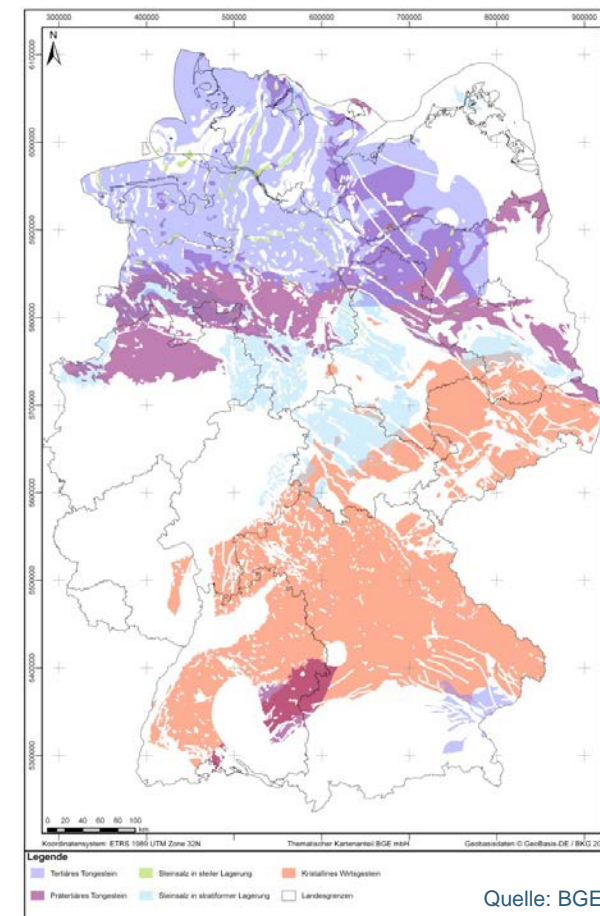 300000 400000 500000 600000 700000 800000 900000
N
6100000
6000000
5900000
5800000
5700000
5600000
5500000
5400000
5300000
0 20 40 60 80 100
km
Koordinatensystem: ETRS 1989 UTM Zone 32N Thematischer Kartenanteil BGE mbH Geobasisdaten © GeoBasis-DE / BKG 20
Legende
Tertiäres Tongestein Steinsalz in steiler Lagerung Kristallines Wirtsgestein
Prätertiäres Tongestein Steinsalz in stratiformer Lagerung Landesgrenzen
Quelle: BGE